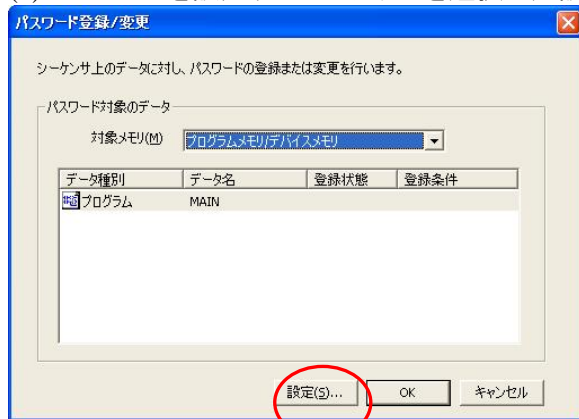 パスワード登録/変更
シーケンサ上のデータに対し、パスワードの登録または変更を行います。
パスワード対象のデータ
対象メモリ(M) プログラムメモリ/デバイスメモリ
データ種別 データ名 登録状態 登録条件
プログラム MAIN
設定(S)... OK キャンセル